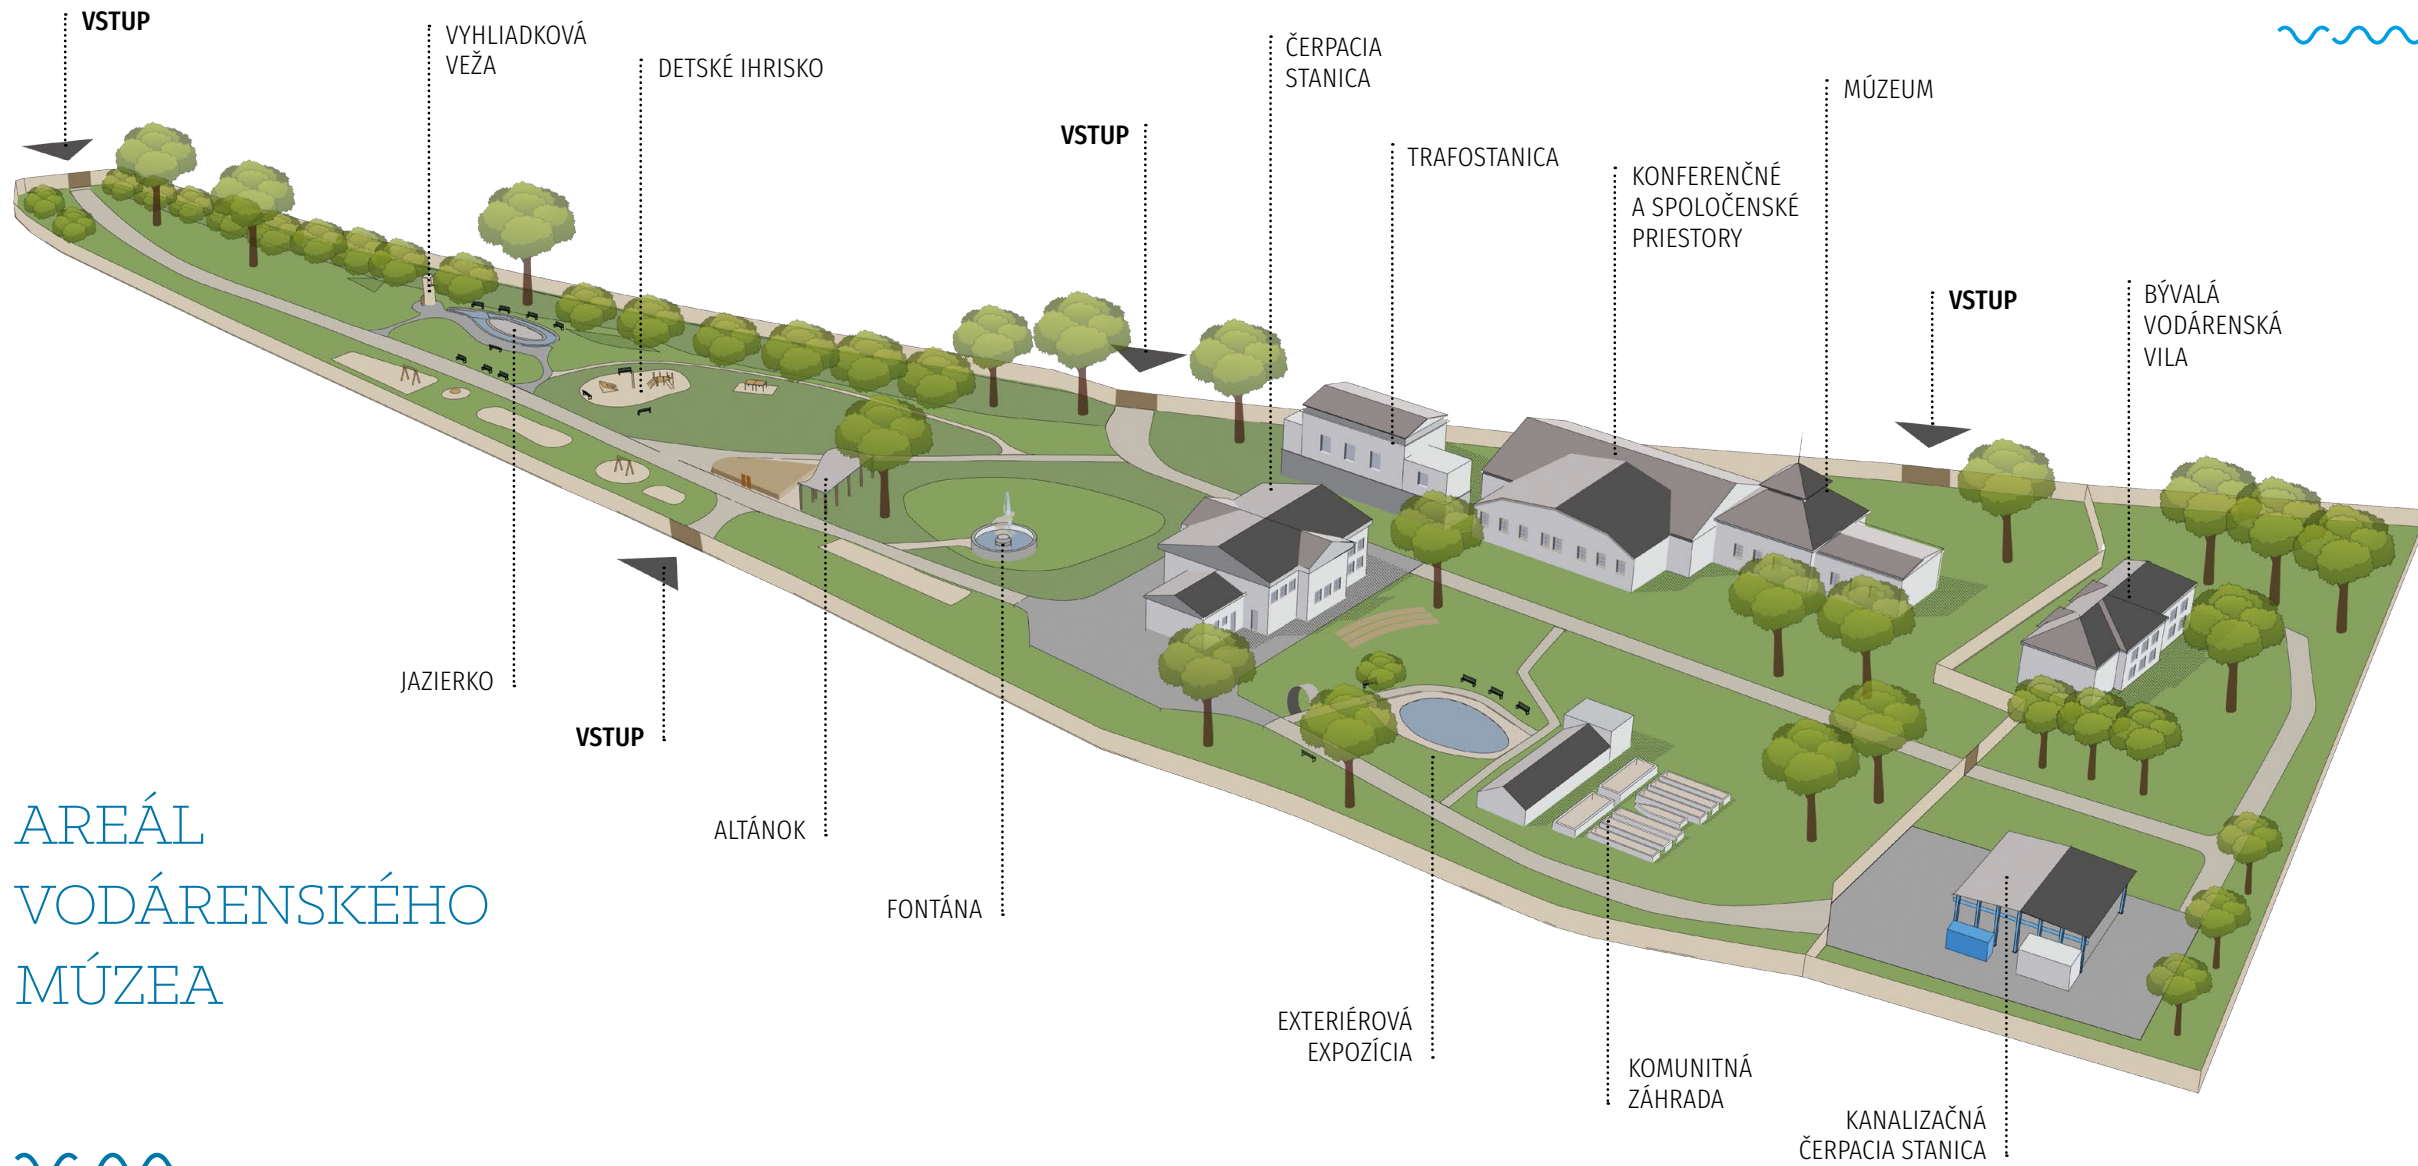 VSTUP
VYHLIADKOVÁ
VEŽA
DETSKÉ IHRISKO
VSTUP
ČERPACIA
STANICA
TRAFOSTANICA
KONFERENČNÉ
A SPOLOČENSKÉ
PRIESTORY
MÚZEUM
VSTUP
BÝVALÁ
VODÁRENSKÁ
VILA
JAZIERKO
VSTUP
ALTÁNOK
FONTÁNA
EXTERIÉROVÁ
EXPOZÍCIA
KOMUNITNÁ
ZÁHRADA
KANALIZAČNÁ
ČERPACIA STANICA
AREÁL
VODÁRENSKÉHO
MÚZEA